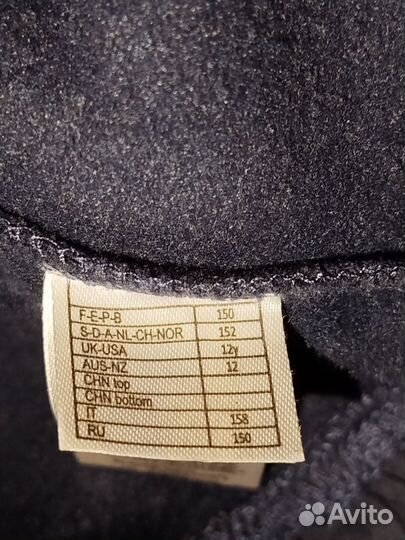 F-E-P-B 150
S-D-A-NL-CH-NOR 152
UK-USA 12y
AUS-NZ 12
CHN top
CHN bottom
IT 158
RU 150
Avito